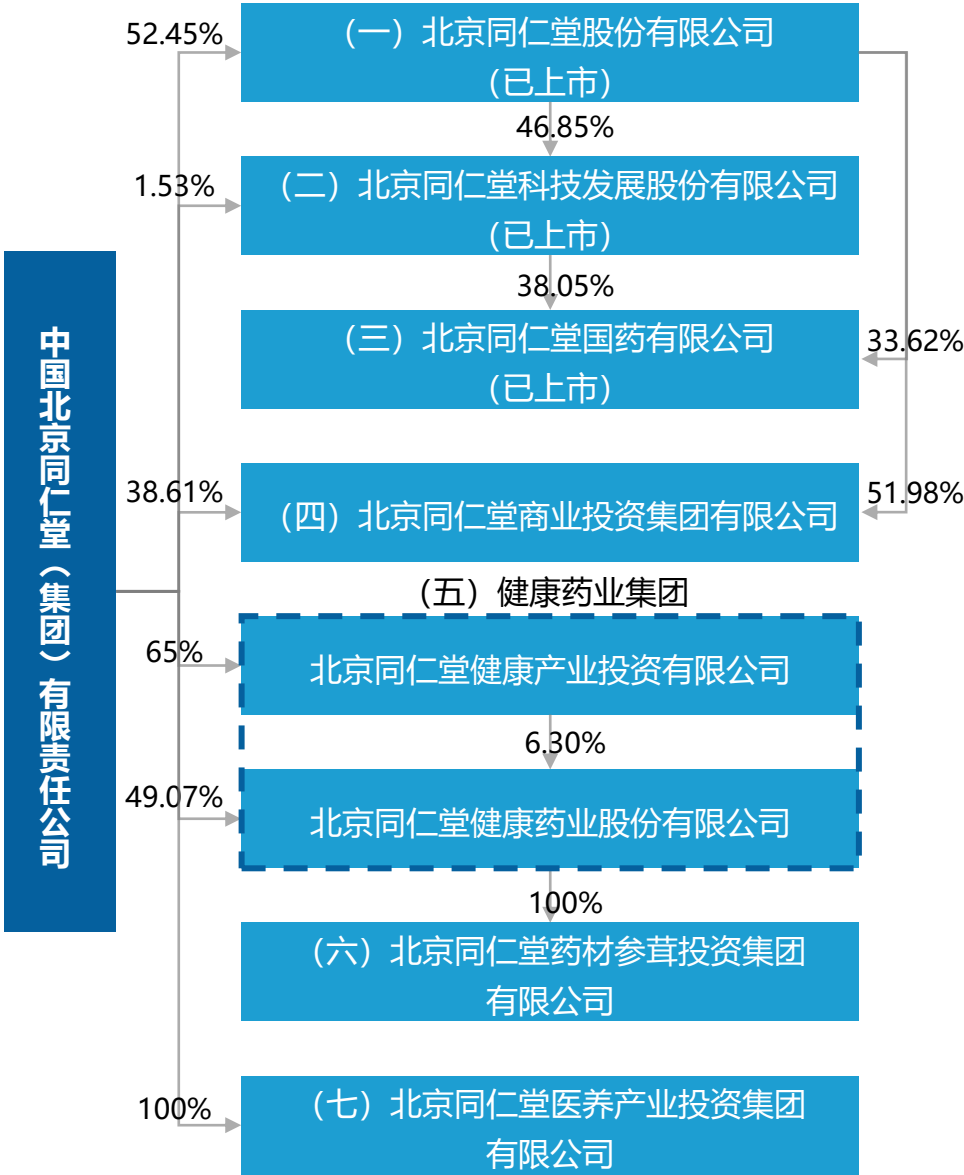 52.45%
（一）北京同仁堂股份有限公司
（已上市）
46.85%
1.53%
（二）北京同仁堂科技发展股份有限公司
（已上市）
38.05%
（三）北京同仁堂国药有限公司
（已上市）
33.62%
中国北京同仁堂（集团）有限责任公司
38.61%
（四）北京同仁堂商业投资集团有限公司
51.98%
（五）健康药业集团
65%
北京同仁堂健康产业投资有限公司
6.30%
49.07%
北京同仁堂健康药业股份有限公司
100%
（六）北京同仁堂药材参茸投资集团
有限公司
100%
（七）北京同仁堂医养产业投资集团
有限公司